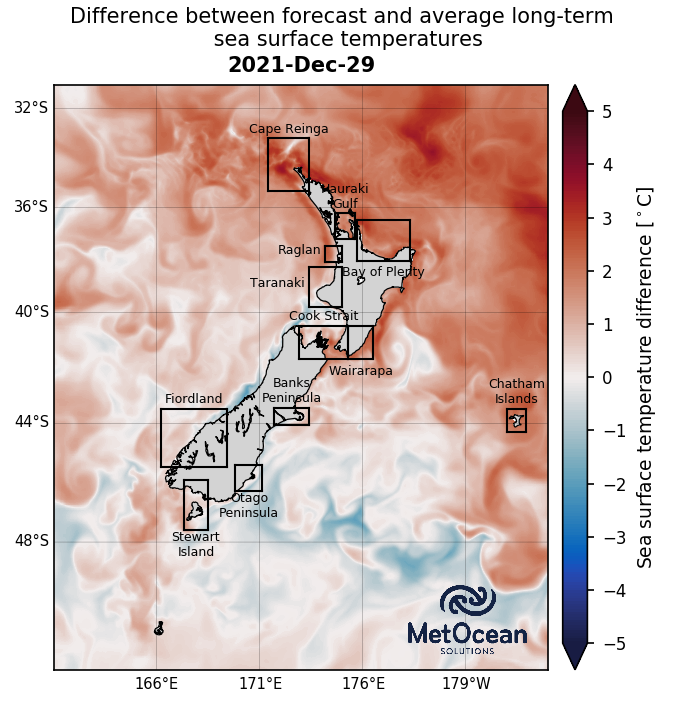 Difference between forecast and average long-term
sea surface temperatures
2021-Dec-29
32°S
36°S
40°S
44°S
48°S
166°E
171°E
176°E
179°W
Cape Reinga
Hauraki
Gulf
Raglan
Bay of Plenty
Taranaki
Cook Strait
Wairarapa
Banks
Peninsula
Fiordland
Chatham
Islands
Otago
Peninsula
Stewart
Island
MetOcean
SOLUTIONS
5
4
3
2
1
0
−1
−2
−3
−4
−5
Sea surface temperature difference [°C]